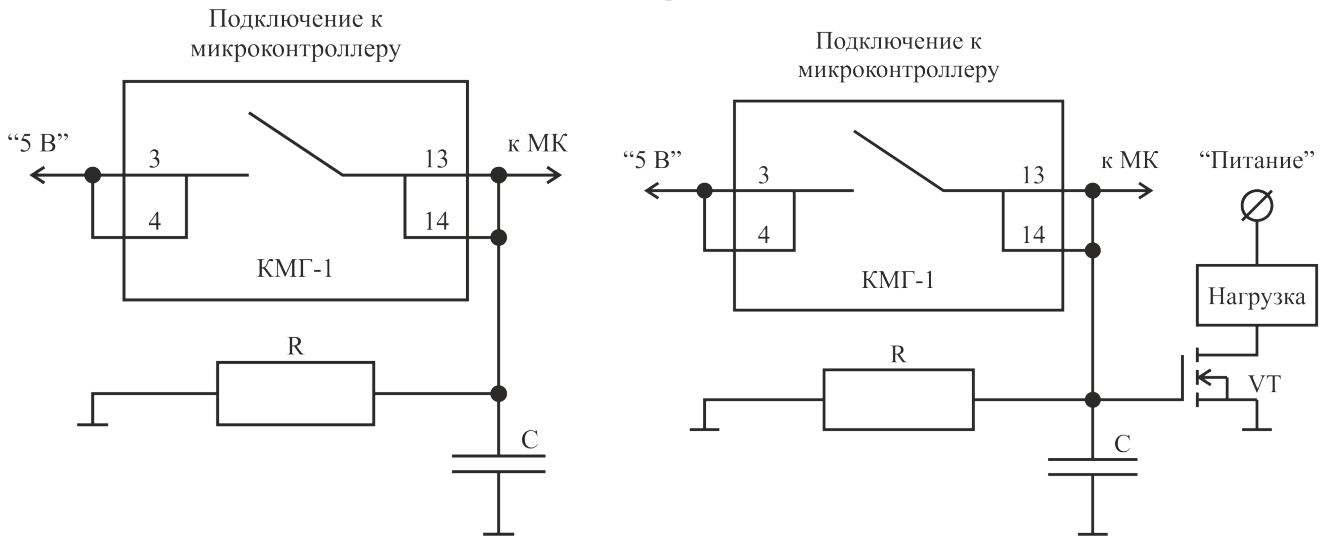 Подключение к
микроконтроллеру
“5 В”
3
13
к МК
4
14
КМГ-1
R
C
Подключение к
микроконтроллеру
“5 В”
3
13
к МК
“Питание”
4
14
КМГ-1
Нагрузка
R
VT
C